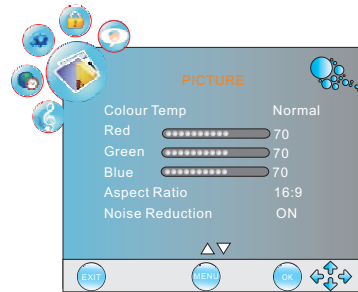 PICTURE
Colour Temp Normal
Red 70
Green 70
Blue 70
Aspect Ratio 16:9
Noise Reduction ON
EXIT MENU OK